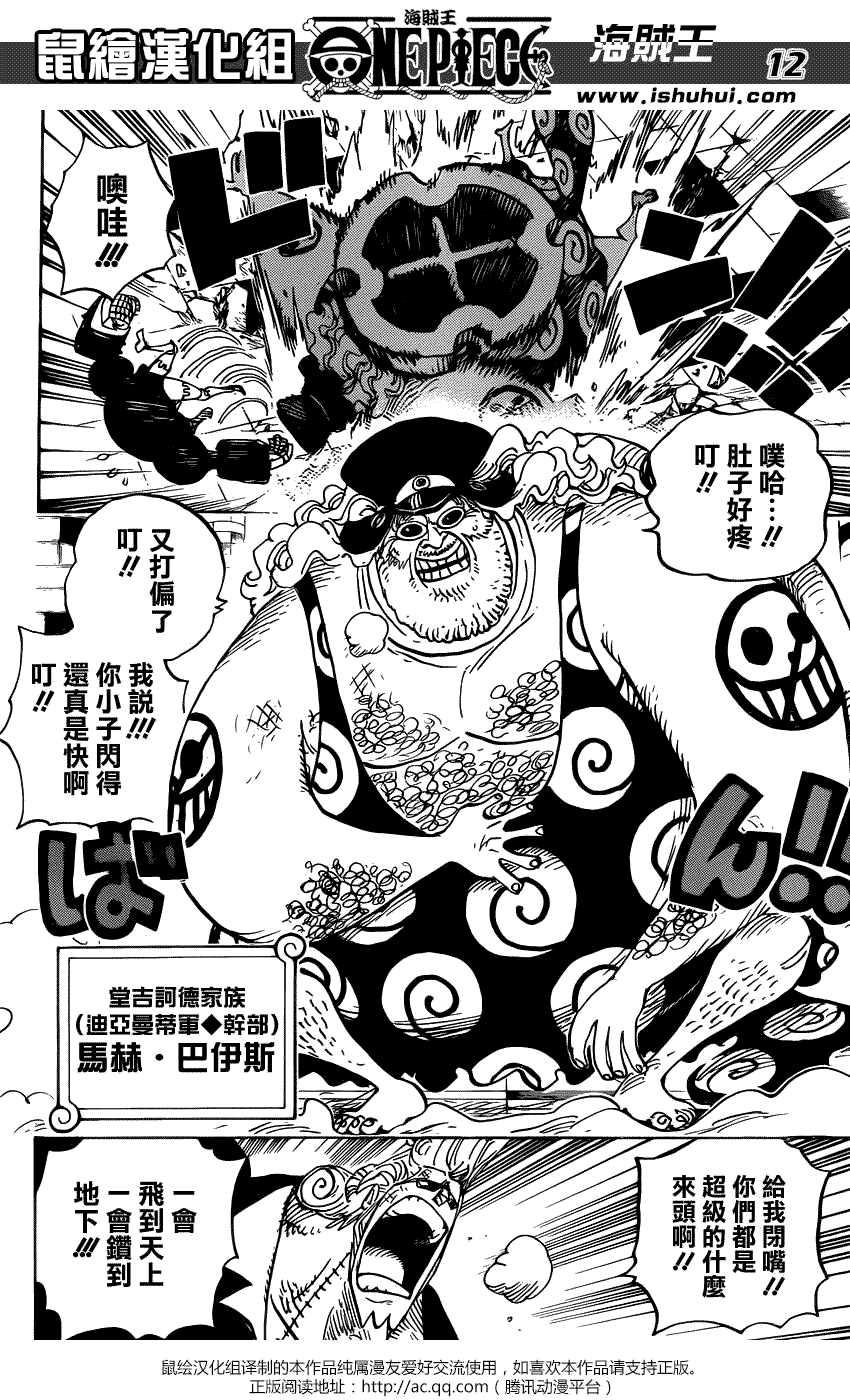 鼠繪漢化組
海賊王
ONE PIECE
海賊王
12
www.ishuhui.com
噢哇!!!
ド
噗哈…!!
肚子好疼
叮!!
又打偏了
叮!!
我説!!!
你小子閃得
還真是快啊
叮!!
ば
ん!!
堂吉訶德家族
(迪亞曼蒂軍◆幹部)
馬赫·巴伊斯
給我閉嘴!!
你們都是
超級的什麼
來頭啊!!
一會
飛到天上
一會鑽到
地下!!!
鼠绘汉化组译制的本作品纯属漫友爱好交流使用，如喜欢本作品请支持正版。
正版阅读地址：http://ac.qq.com（腾讯动漫平台）